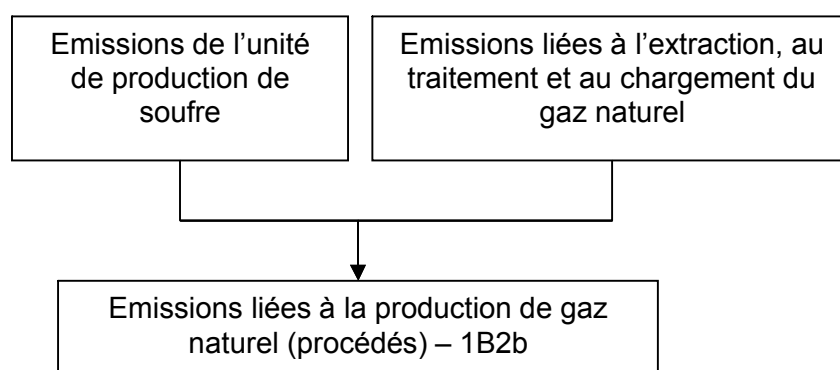 Emissions de l’unité
de production de
soufre
Emissions liées à l’extraction, au
traitement et au chargement du
gaz naturel
Emissions liées à la production de gaz
naturel (procédés) – 1B2b